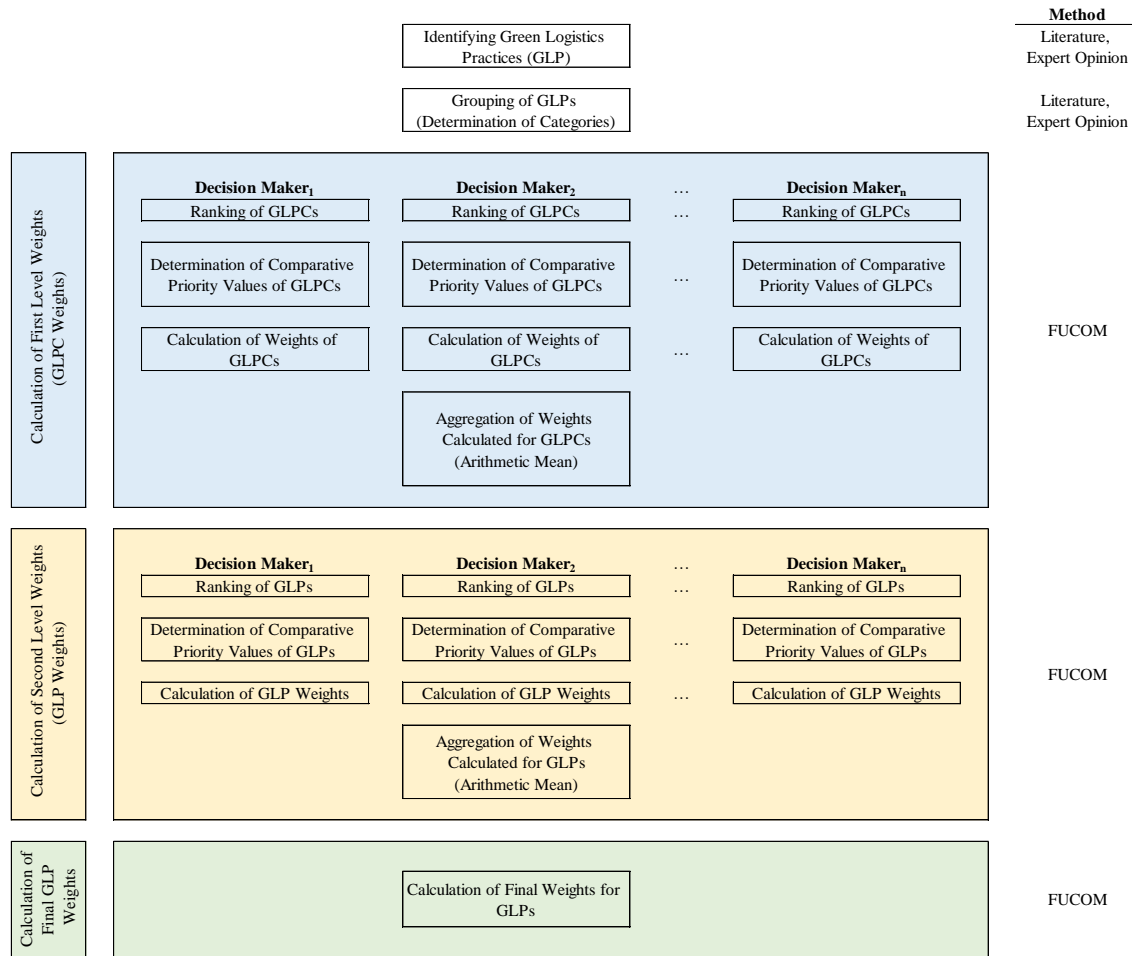 Method
Identifying Green Logistics
Practices (GLP)
Literature,
Expert Opinion
Grouping of GLPs
(Determination of Categories)
Literature,
Expert Opinion
Calculation of First Level Weights
(GLPC Weights)
Decision Maker₁ Decision Maker₂ … Decision Makerₙ
Ranking of GLPCs Ranking of GLPCs … Ranking of GLPCs
Determination of Comparative
Priority Values of GLPCs
Determination of Comparative
Priority Values of GLPCs
…
Determination of Comparative
Priority Values of GLPCs
Calculation of Weights of
GLPCs
Calculation of Weights of
GLPCs
…
Calculation of Weights of
GLPCs
FUCOM
Aggregation of Weights
Calculated for GLPCs
(Arithmetic Mean)
Calculation of Second Level Weights
(GLP Weights)
Decision Maker₁ Decision Maker₂ … Decision Makerₙ
Ranking of GLPs Ranking of GLPs … Ranking of GLPs
Determination of Comparative
Priority Values of GLPs
Determination of Comparative
Priority Values of GLPs
…
Determination of Comparative
Priority Values of GLPs
FUCOM
Calculation of GLP Weights Calculation of GLP Weights … Calculation of GLP Weights
Aggregation of Weights
Calculated for GLPs
(Arithmetic Mean)
Calculation of
Final GLP
Weights
Calculation of Final Weights for
GLPs
FUCOM